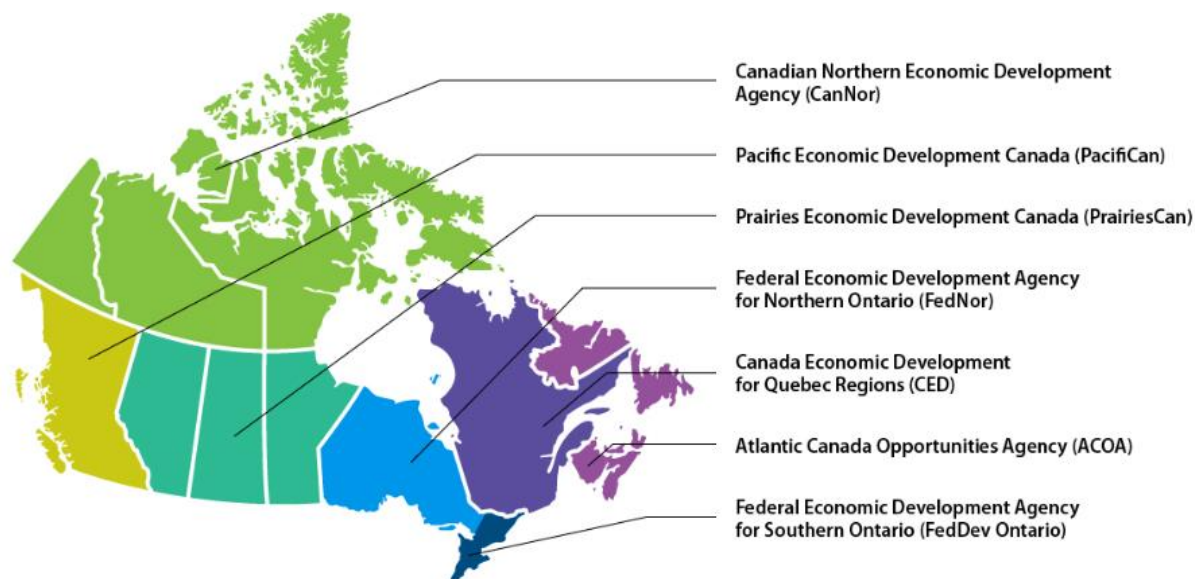 Canadian Northern Economic Development
Agency (CanNor)
Pacific Economic Development Canada (PacifiCan)
Prairies Economic Development Canada (PrairiesCan)
Federal Economic Development Agency
for Northern Ontario (FedNor)
Canada Economic Development
for Quebec Regions (CED)
Atlantic Canada Opportunities Agency (ACOA)
Federal Economic Development Agency
for Southern Ontario (FedDev Ontario)